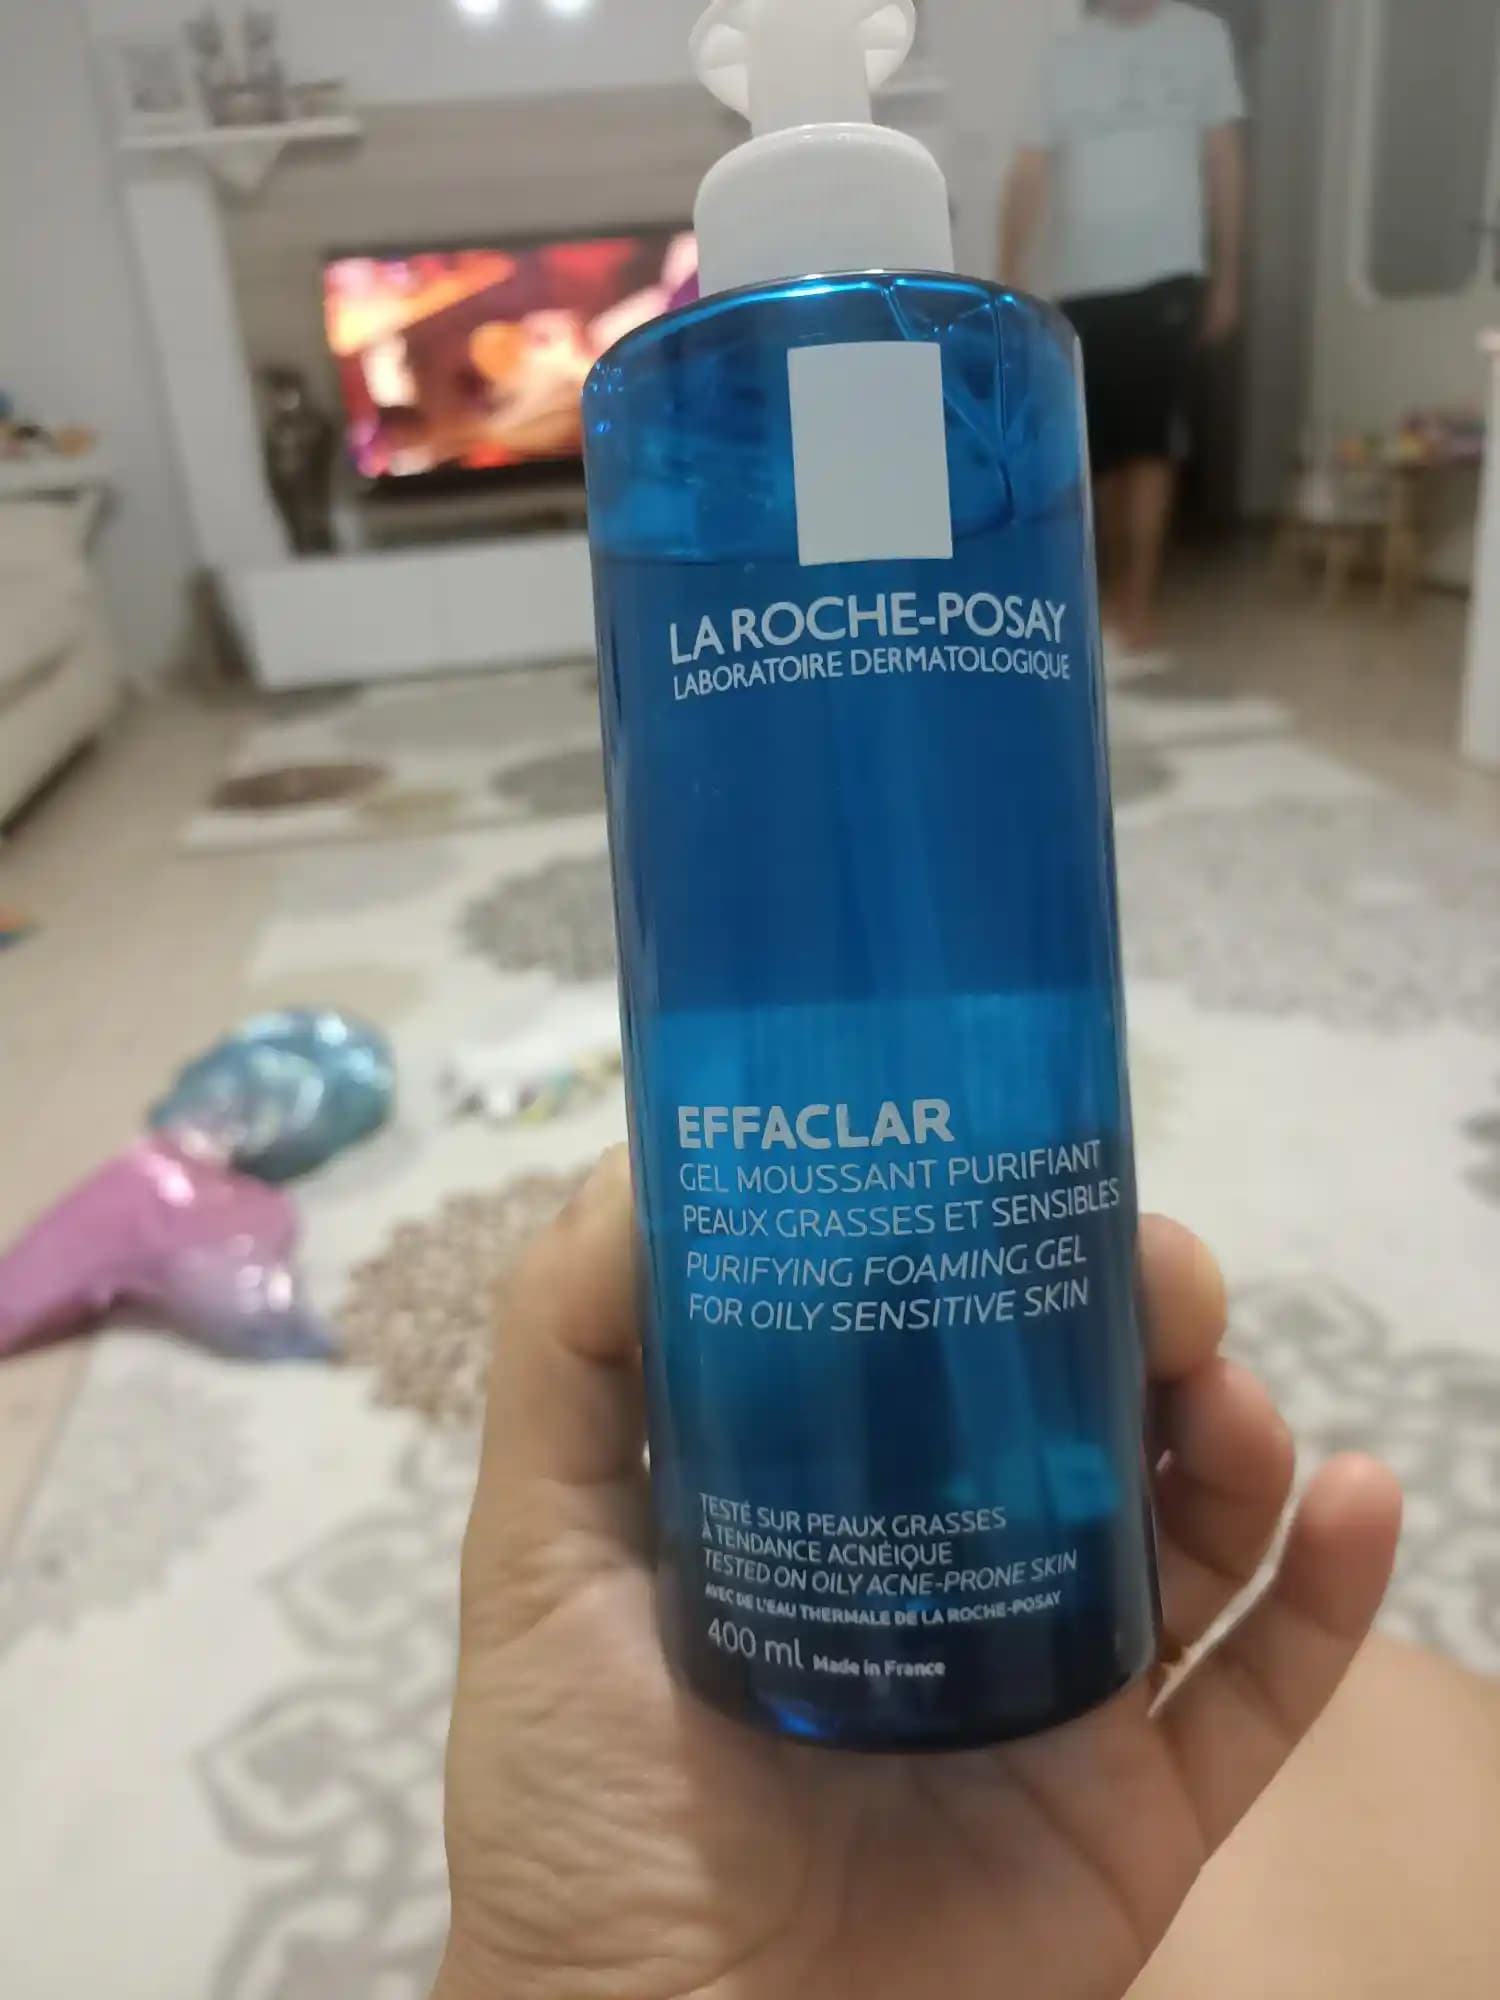 LA ROCHE-POSAY
LABORATOIRE DERMATOLOGIQUE
EFFACLAR
GEL MOUSSANT PURIFIANT
PEAUX GRASSES ET SENSIBLES
PURIFYING FOAMING GEL
FOR OILY SENSITIVE SKIN
TESTÉ SUR PEAUX GRASSES
À TENDANCE ACNÉIQUE
TESTED ON OILY ACNE-PRONE SKIN
AVEC DE L'EAU THERMALE DE LA ROCHE-POSAY
400 ml Made in France